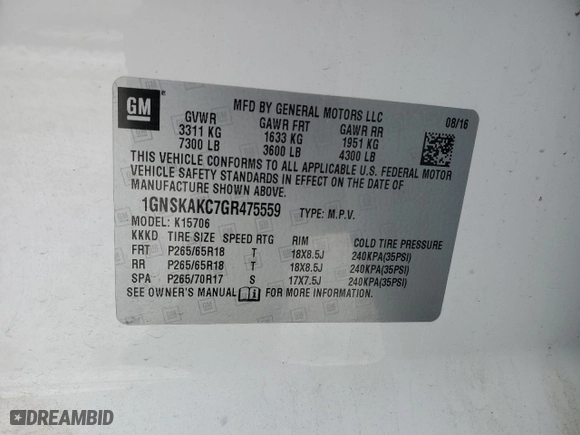 GM
MFD BY GENERAL MOTORS LLC
08/16
GVWR GAWR FRT GAWR RR
3311 KG 1633 KG 1951 KG
7300 LB 3600 LB 4300 LB
THIS VEHICLE CONFORMS TO ALL APPLICABLE U.S. FEDERAL MOTOR
VEHICLE SAFETY STANDARDS IN EFFECT ON THE DATE OF
MANUFACTURE SHOWN ABOVE.
1GNSKAKC7GR475559 TYPE: M.P.V.
MODEL: K15706
KKKD TIRE SIZE SPEED RTG RIM COLD TIRE PRESSURE
FRT P265/65R18 T 18X8.5J 240KPA(35PSI)
RR P265/65R18 T 18X8.5J 240KPA(35PSI)
SPA P265/70R17 S 17X7.5J 240KPA(35PSI)
SEE OWNER'S MANUAL FOR MORE INFORMATION.
DREAMBID